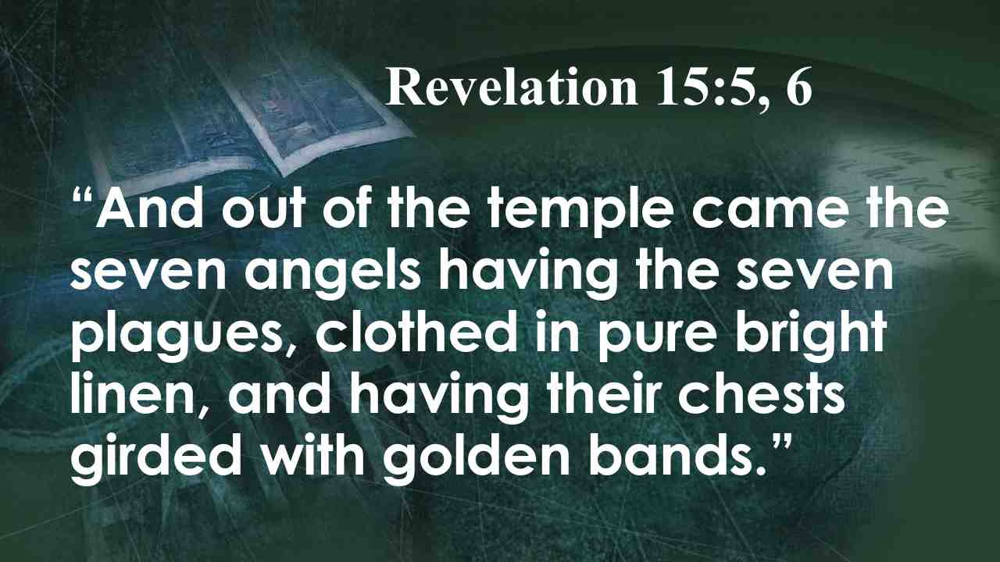 Revelation 15:5, 6
“And out of the temple came the
seven angels having the seven
plagues, clothed in pure bright
linen, and having their chests
girded with golden bands.”